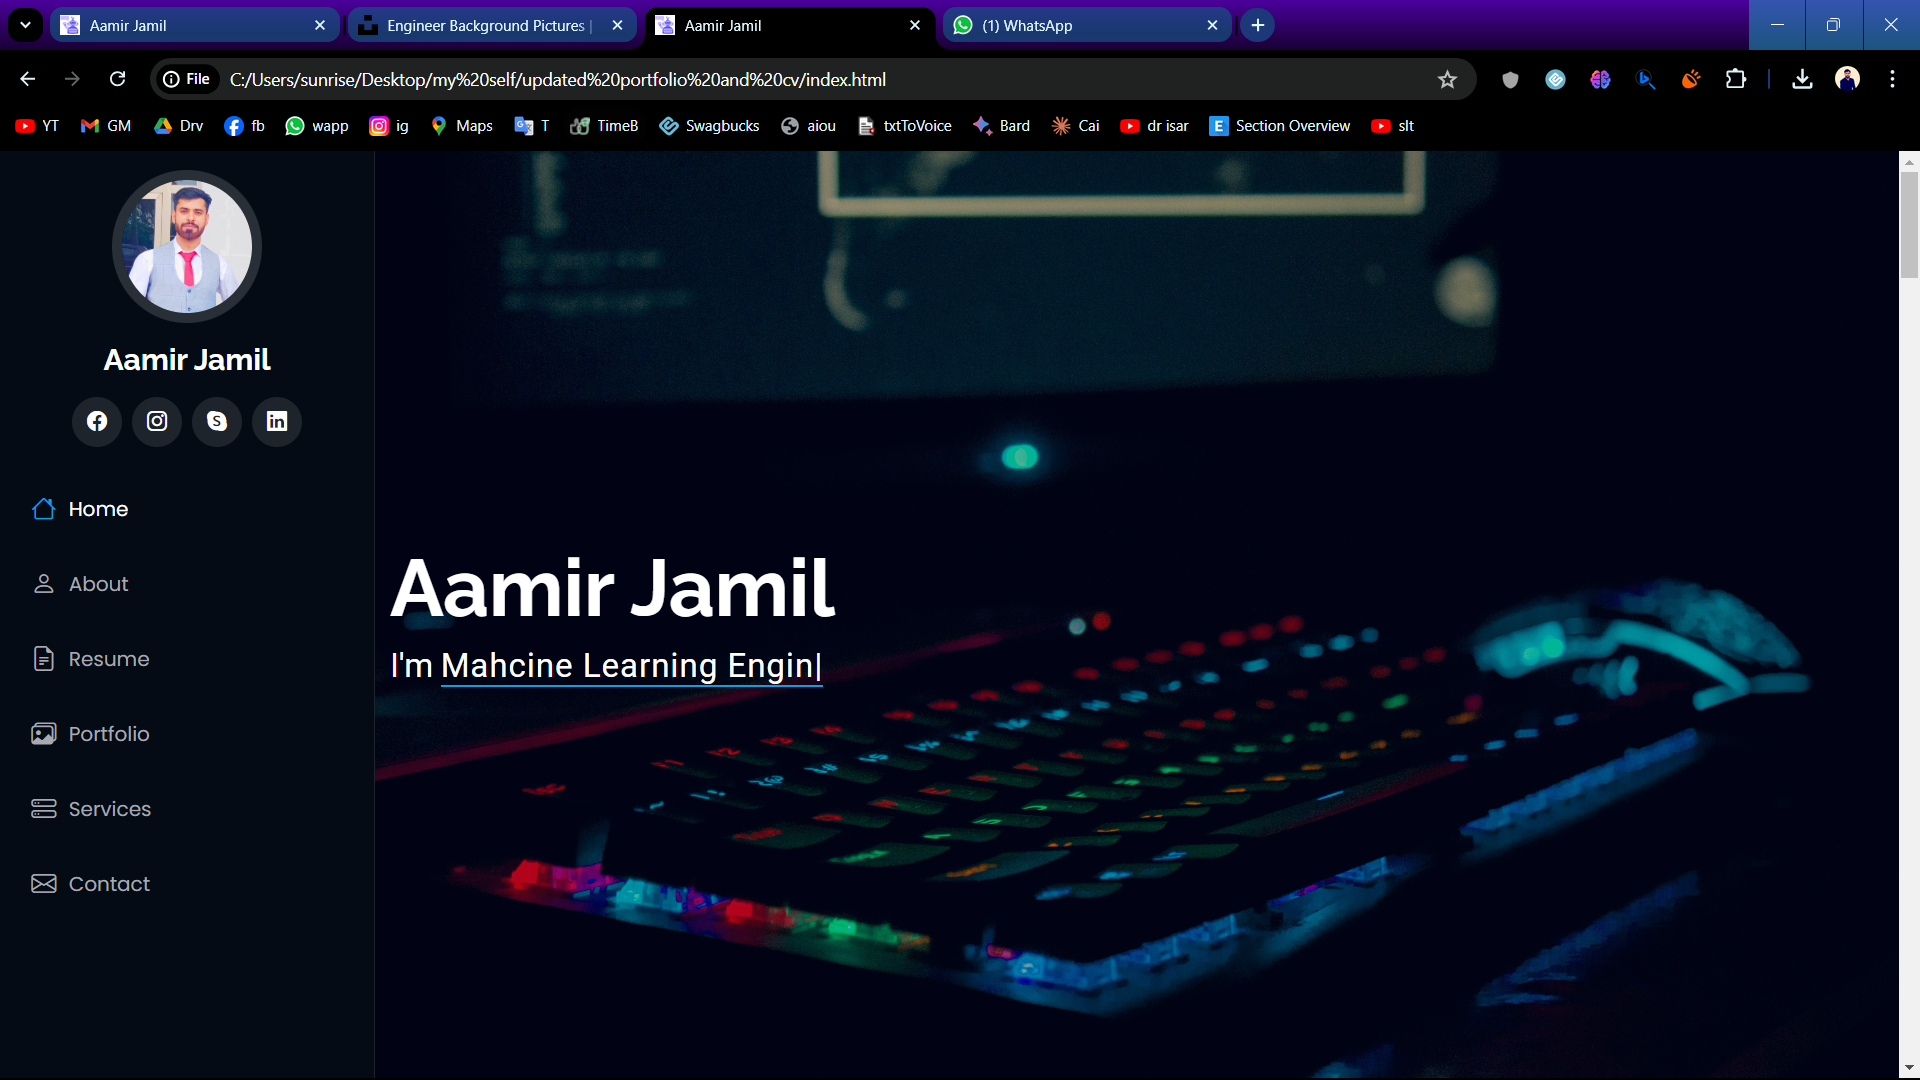 Aamir Jamil
Engineer Background Pictures |
Aamir Jamil
(1) WhatsApp
File
C:/Users/sunrise/Desktop/my%20self/updated%20portfolio%20and%20cv/index.html
YT
GM
Drv
fb
wapp
ig
Maps
T
TimeB
Swagbucks
aiou
txtToVoice
Bard
Cai
dr isar
Section Overview
slt
Aamir Jamil
Home
About
Resume
Portfolio
Services
Contact
Aamir Jamil
I'm Mahcine Learning Engin|